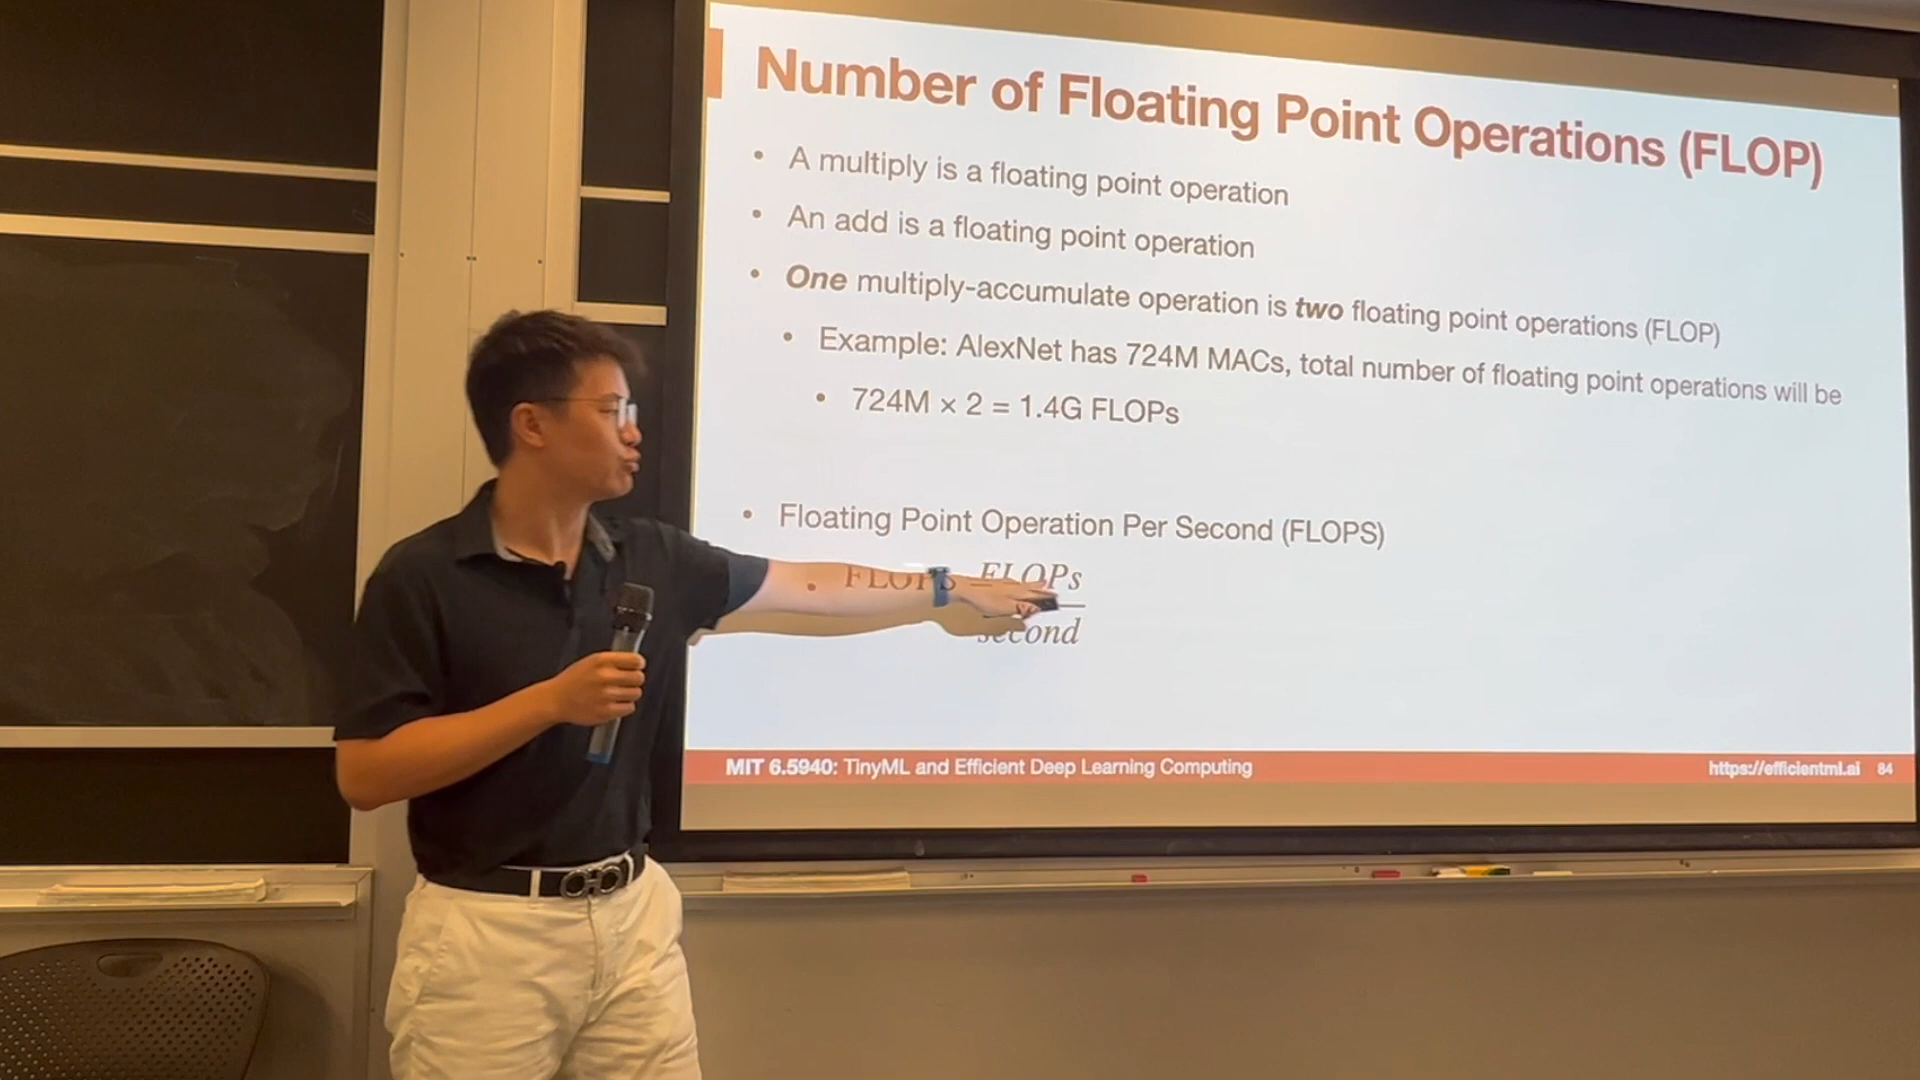 Number of Floating Point Operations (FLOP)
• A multiply is a floating point operation
• An add is a floating point operation
• One multiply-accumulate operation is two floating point operations (FLOP)
• Example: AlexNet has 724M MACs, total number of floating point operations will be
• 724M × 2 = 1.4G FLOPs
• Floating Point Operation Per Second (FLOPS)
• FLOPS = FLOPs
second
MIT 6.5940: TinyML and Efficient Deep Learning Computing
https://efficientml.ai 84